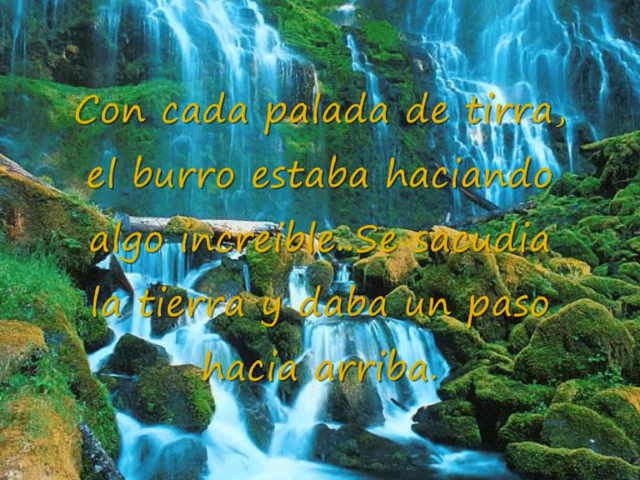 Con cada palada de tirra,
el burro estaba haciando
algo increible..Se sacudia
la tierra y daba un paso
hacia arriba.